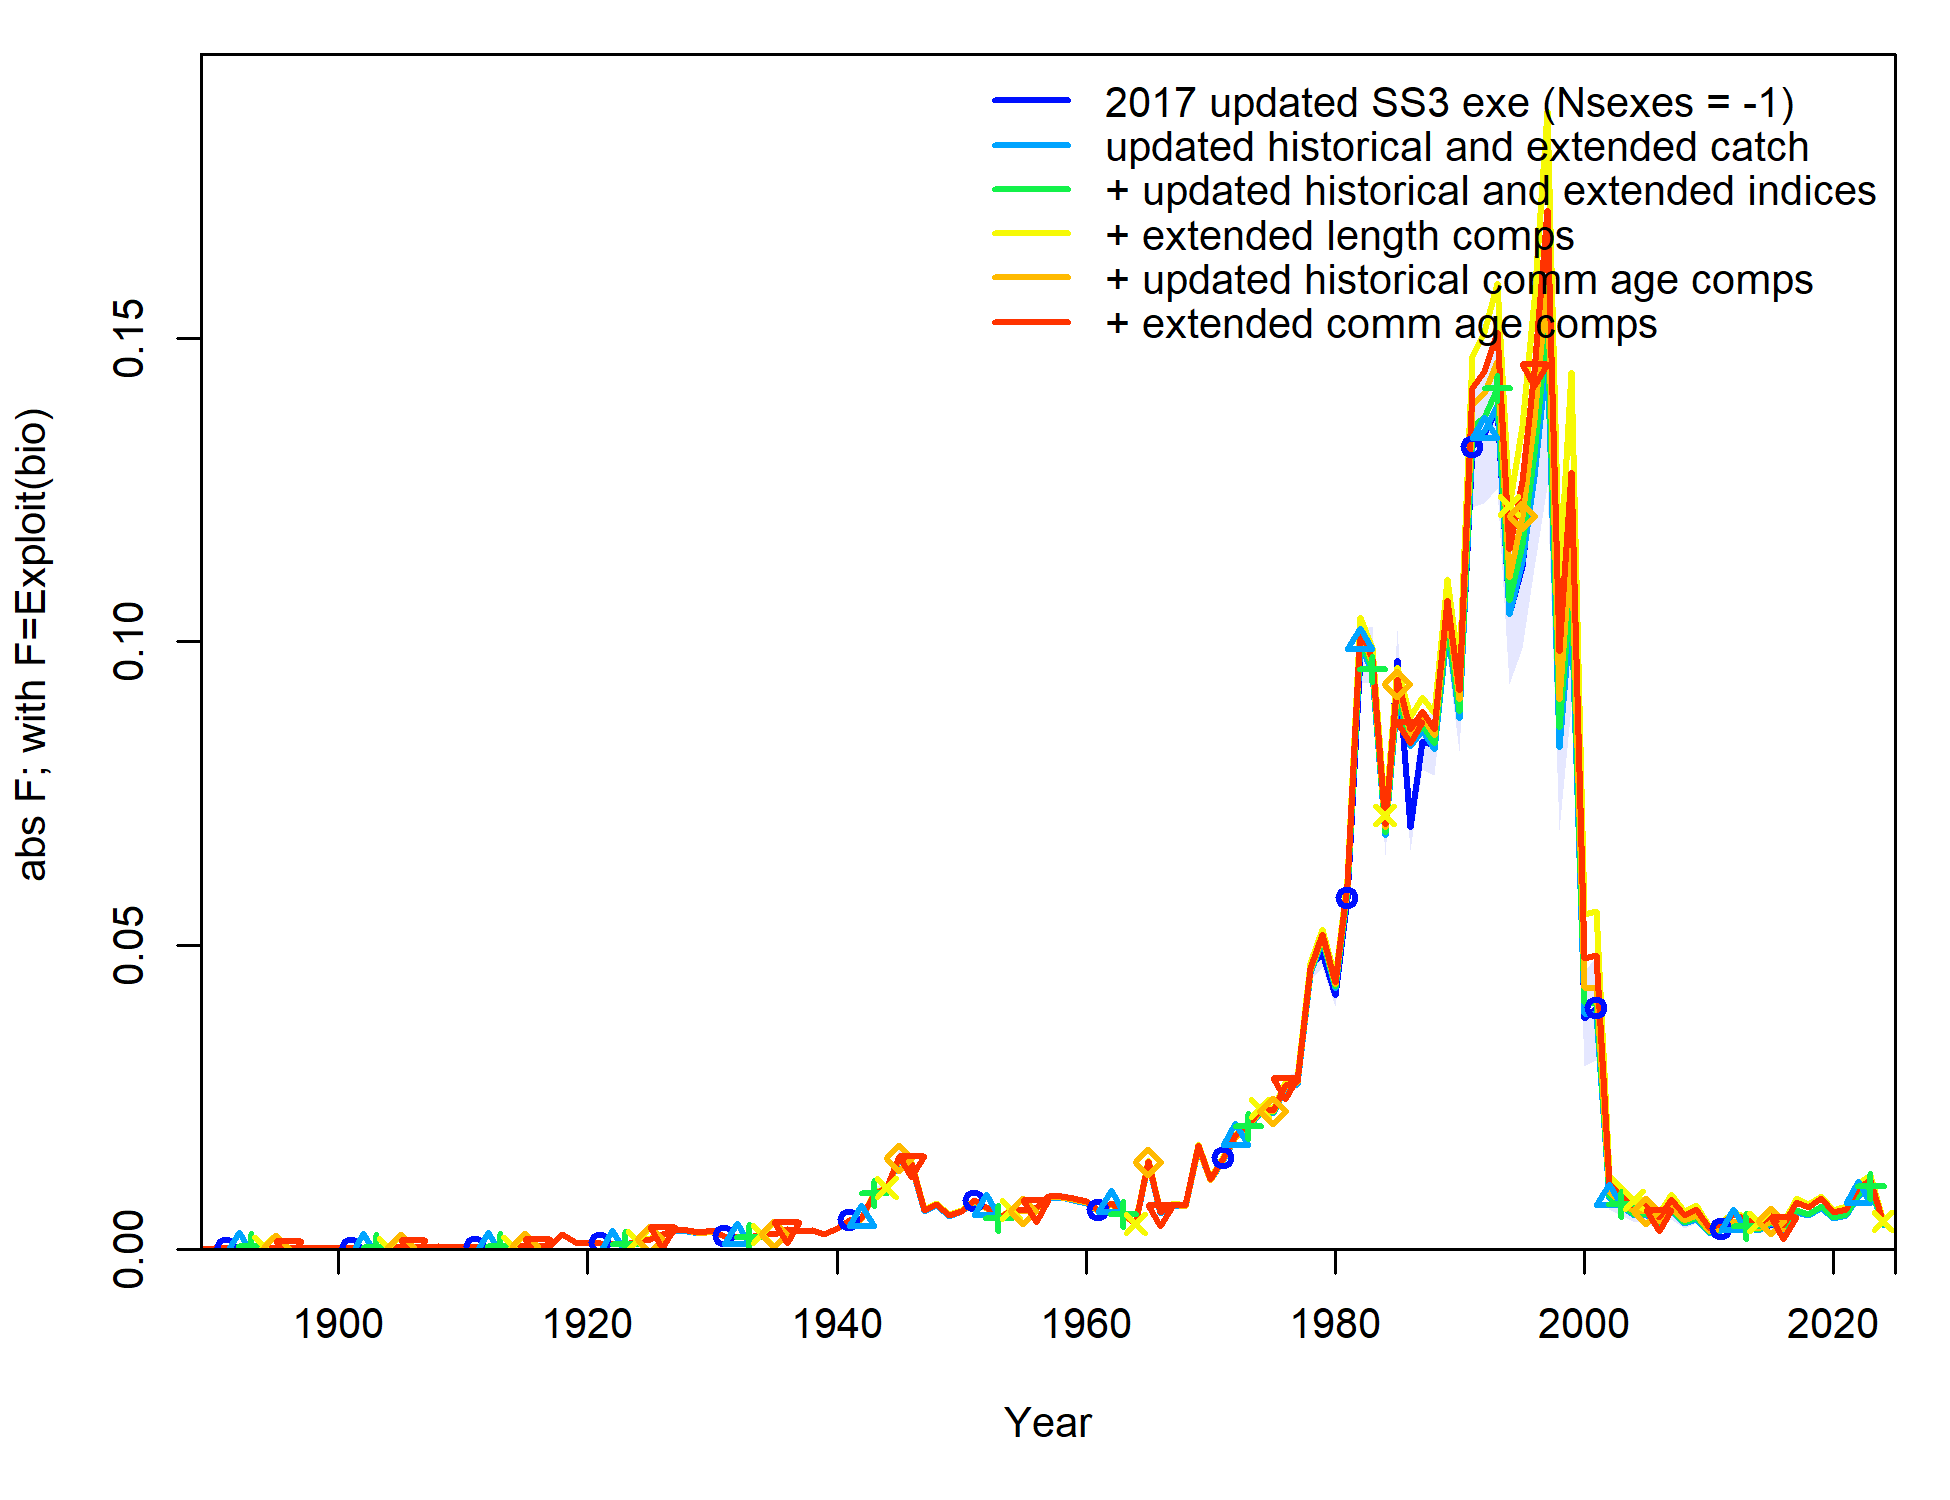 2017 updated SS3 exe (Nsexes = -1)
updated historical and extended catch
+ updated historical and extended indices
+ extended length comps
+ updated historical comm age comps
+ extended comm age comps
abs F; with F=Exploit(bio)
0.15
0.10
0.05
0.00
1900 1920 1940 1960 1980 2000 2020
Year